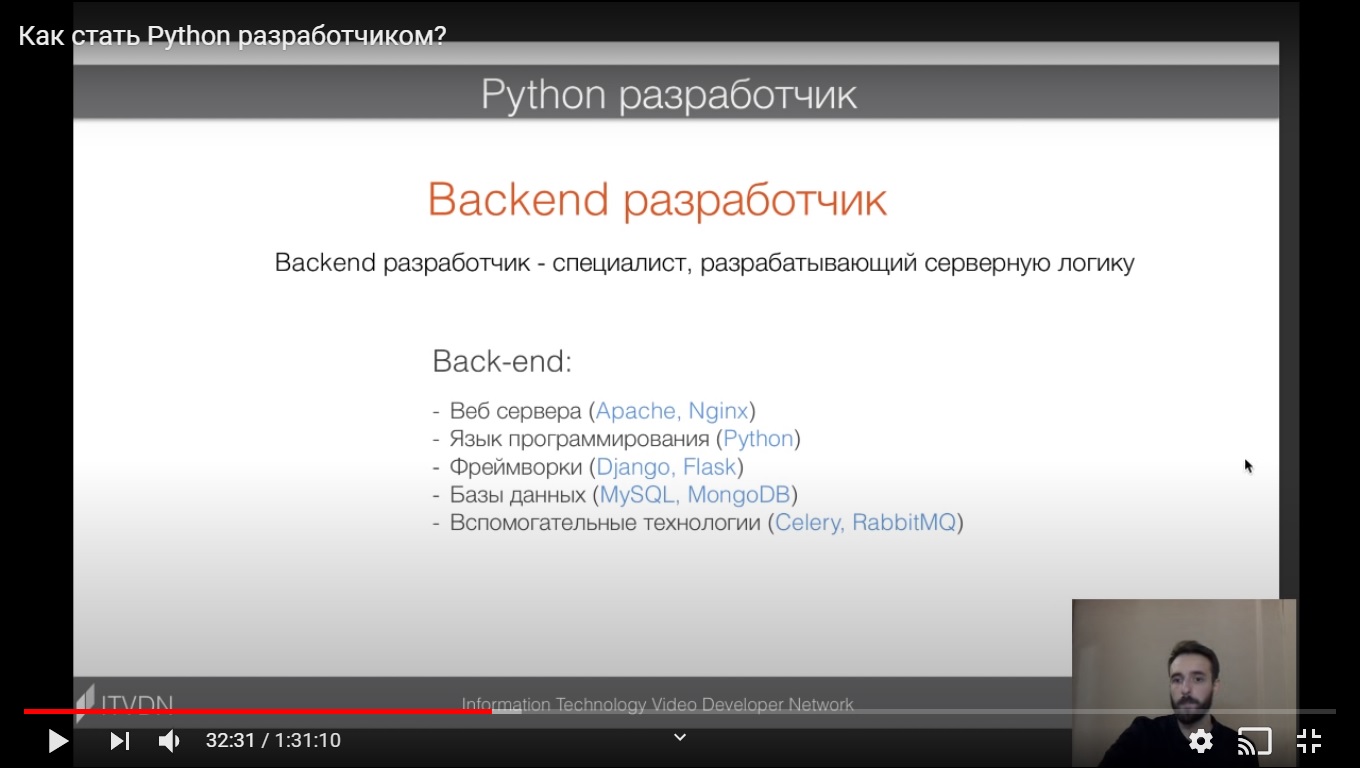 Как стать Python разработчиком?
Python разработчик
Backend разработчик
Backend разработчик - специалист, разрабатывающий серверную логику
Back-end:
- Веб сервера (Apache, Nginx)
- Язык программирования (Python)
- Фреймворки (Django, Flask)
- Базы данных (MySQL, MongoDB)
- Вспомогательные технологии (Celery, RabbitMQ)
ITVDN
Information Technology Video Developer Network
32:31 / 1:31:10